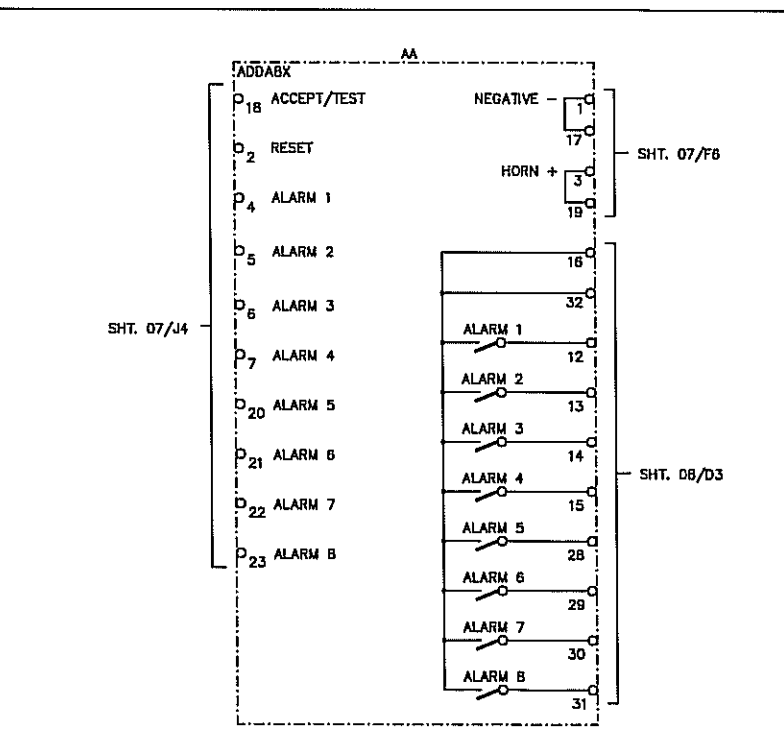 AA
ADDABX
18 ACCEPT/TEST
2 RESET
4 ALARM 1
5 ALARM 2
6 ALARM 3
7 ALARM 4
20 ALARM 5
21 ALARM 6
22 ALARM 7
23 ALARM 8
SHT. 07/J4
NEGATIVE - 1
17
HORN + 3
19
SHT. 07/F6
16
32
ALARM 1
12
ALARM 2
13
ALARM 3
14
ALARM 4
15
ALARM 5
28
ALARM 6
29
ALARM 7
30
ALARM 8
31
SHT. 08/D3